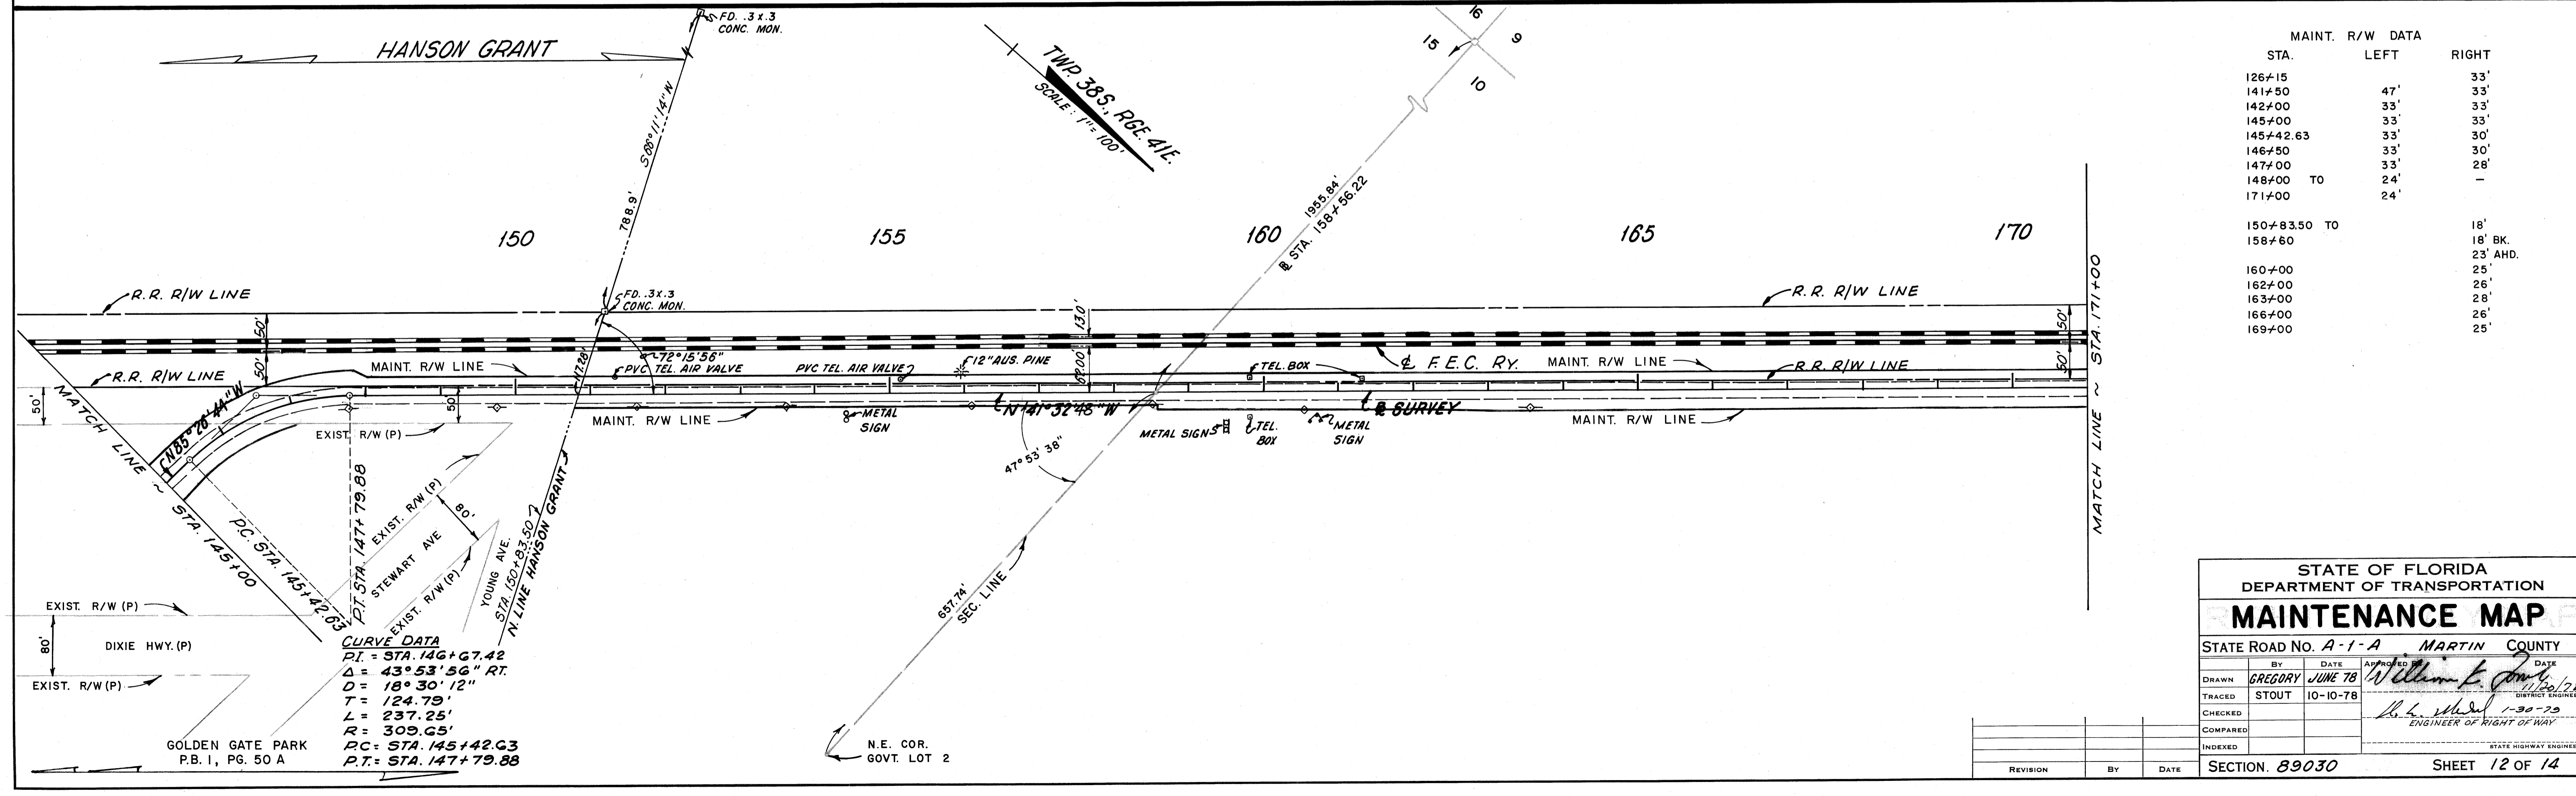 HANSON GRANT
FD. .3 x .3
CONC. MON.
S 66° 11' 14" W
788.9'
TWP. 38S., RGE. 41E.
SCALE: 1"= 100'
16
9
15
10
1955.84'
℄ STA. 158+56.22
150
155
160
165
170
R.R. R/W LINE
FD. .3x.3
CONC. MON.
R.R. R/W LINE
50'
50'
13.0'
62.00'
50'
50'
117.28'
72° 15' 56"
MAINT. R/W LINE
PVC TEL. AIR VALVE
PVC TEL. AIR VALVE
12" AUS. PINE
TEL. BOX
℄ F.E.C. RY.
MAINT. R/W LINE
R.R. R/W LINE
R.R. R/W LINE
50'
50'
N 85° 26' 44" W
EXIST. R/W (P)
MAINT. R/W LINE
METAL
SIGN
N 41° 32' 48" W
METAL SIGN
TEL.
BOX
METAL
SIGN
SURVEY
MAINT. R/W LINE
47° 53' 38"
MATCH LINE ~ STA. 145+00
MATCH LINE ~ STA. 171+00
P.C. STA. 145+42.63
P.T. STA. 147+79.88
EXIST. R/W (P)
80'
STEWART AVE
EXIST. R/W (P)
YOUNG AVE.
STA. 150+83.50
N. LINE HANSON GRANT
657.74'
SEC. LINE
EXIST. R/W (P)
80'
DIXIE HWY. (P)
EXIST. R/W (P)
GOLDEN GATE PARK
P.B. 1, PG. 50 A
CURVE DATA
P.I. = STA. 146+67.42
Δ = 43° 53' 56" RT.
D = 18° 30' 12"
T = 124.79'
L = 237.25'
R = 309.65'
P.C = STA. 145+42.63
P.T. = STA. 147+79.88
N.E. COR.
GOVT. LOT 2
MAINT. R/W DATA
STA. LEFT RIGHT
126+15 33'
141+50 47' 33'
142+00 33' 33'
145+00 33' 33'
145+42.63 33' 30'
146+50 33' 30'
147+00 33' 28'
148+00 TO 24' –
171+00 24'
150+83.50 TO 18'
158+60 18' BK.
23' AHD.
160+00 25'
162+00 26'
163+00 28'
166+00 26'
169+00 25'
STATE OF FLORIDA
DEPARTMENT OF TRANSPORTATION
MAINTENANCE MAP
STATE ROAD NO. A-1-A MARTIN COUNTY
BY DATE APPROVED BY DATE
DRAWN GREGORY JUNE 78
TRACED STOUT 10-10-78
DISTRICT ENGINEER
CHECKED 1-30-79
ENGINEER OF RIGHT OF WAY
COMPARED
INDEXED
STATE HIGHWAY ENGINEER
REVISION BY DATE
SECTION. 89030 SHEET 12 OF 14